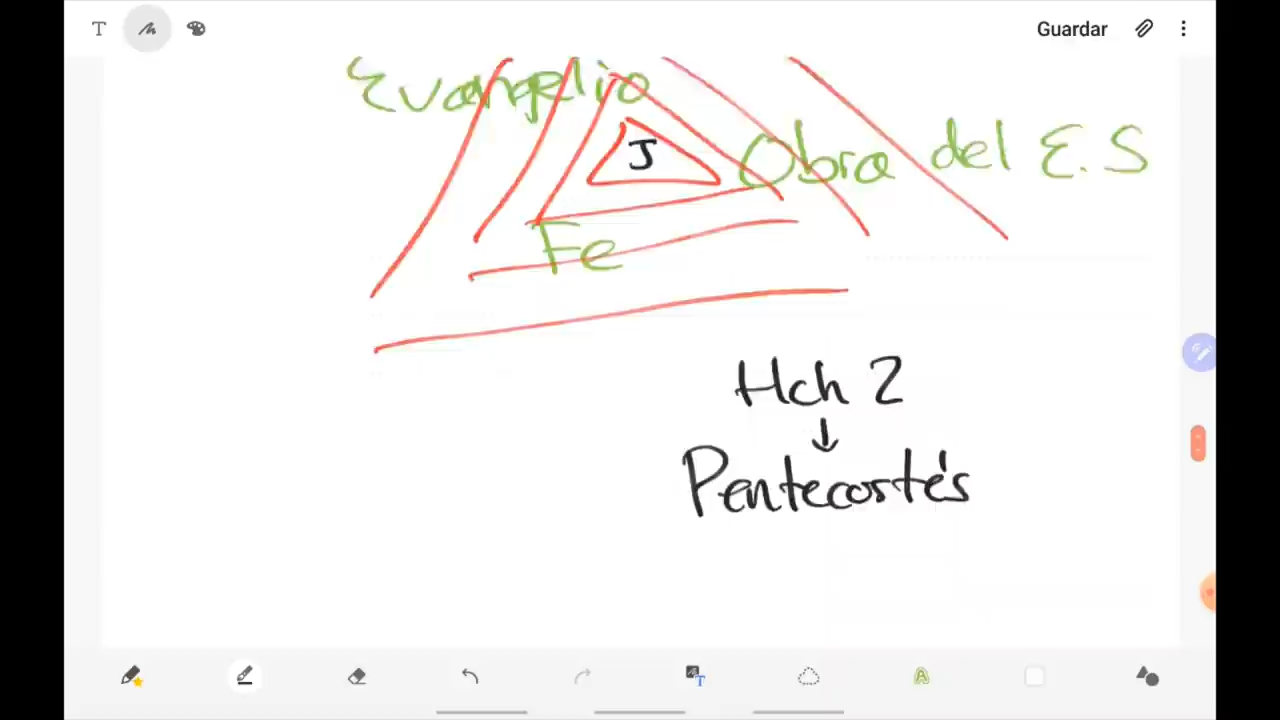 T
Guardar
Evangelio
J
Obra del E.S
Fe
Hch 2
↓
Pentecostés
T
A